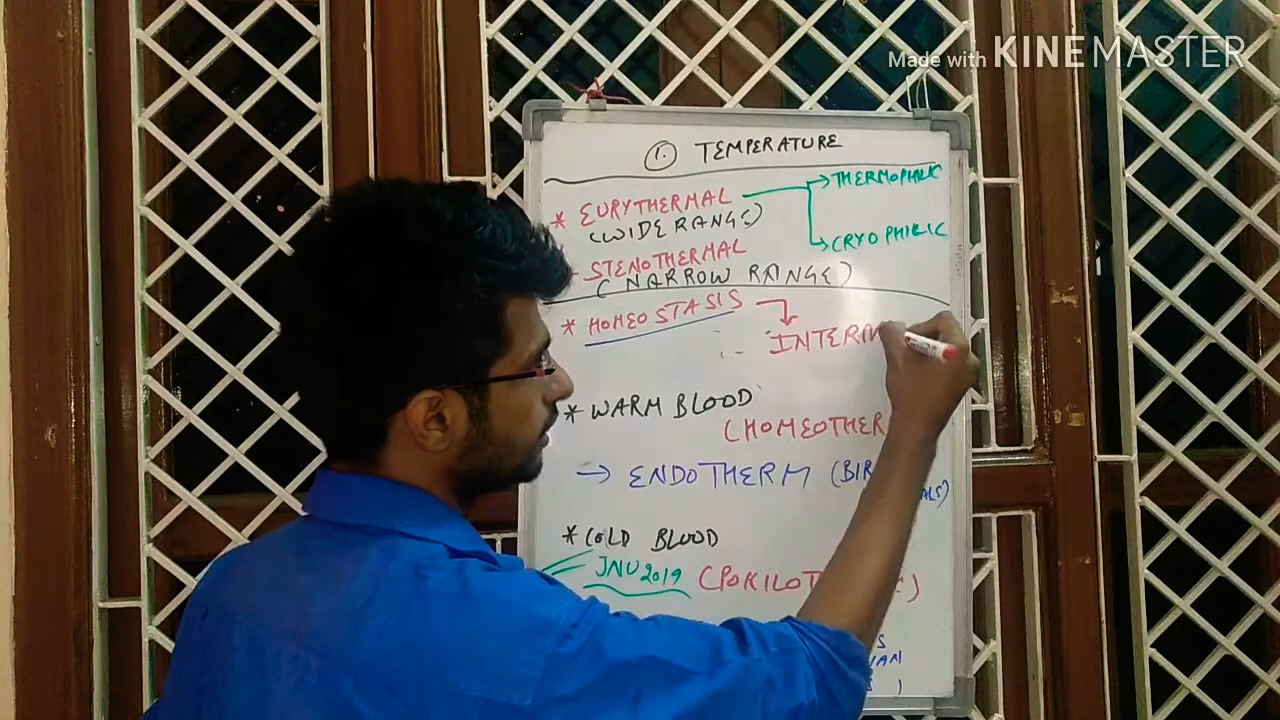 Made with KINEMASTER
1. TEMPERATURE
* EURYTHERMAL → THERMOPHILIC
(WIDE RANGE)
→ CRYOPHILIC
STENOTHERMAL
(NARROW RANGE)
* HOMEOSTASIS
INTERN
* WARM BLOOD
(HOMEOTHER
→ ENDOTHERM (BIR
ALS)
* COLD BLOOD
JNU 2019 (POKILOT